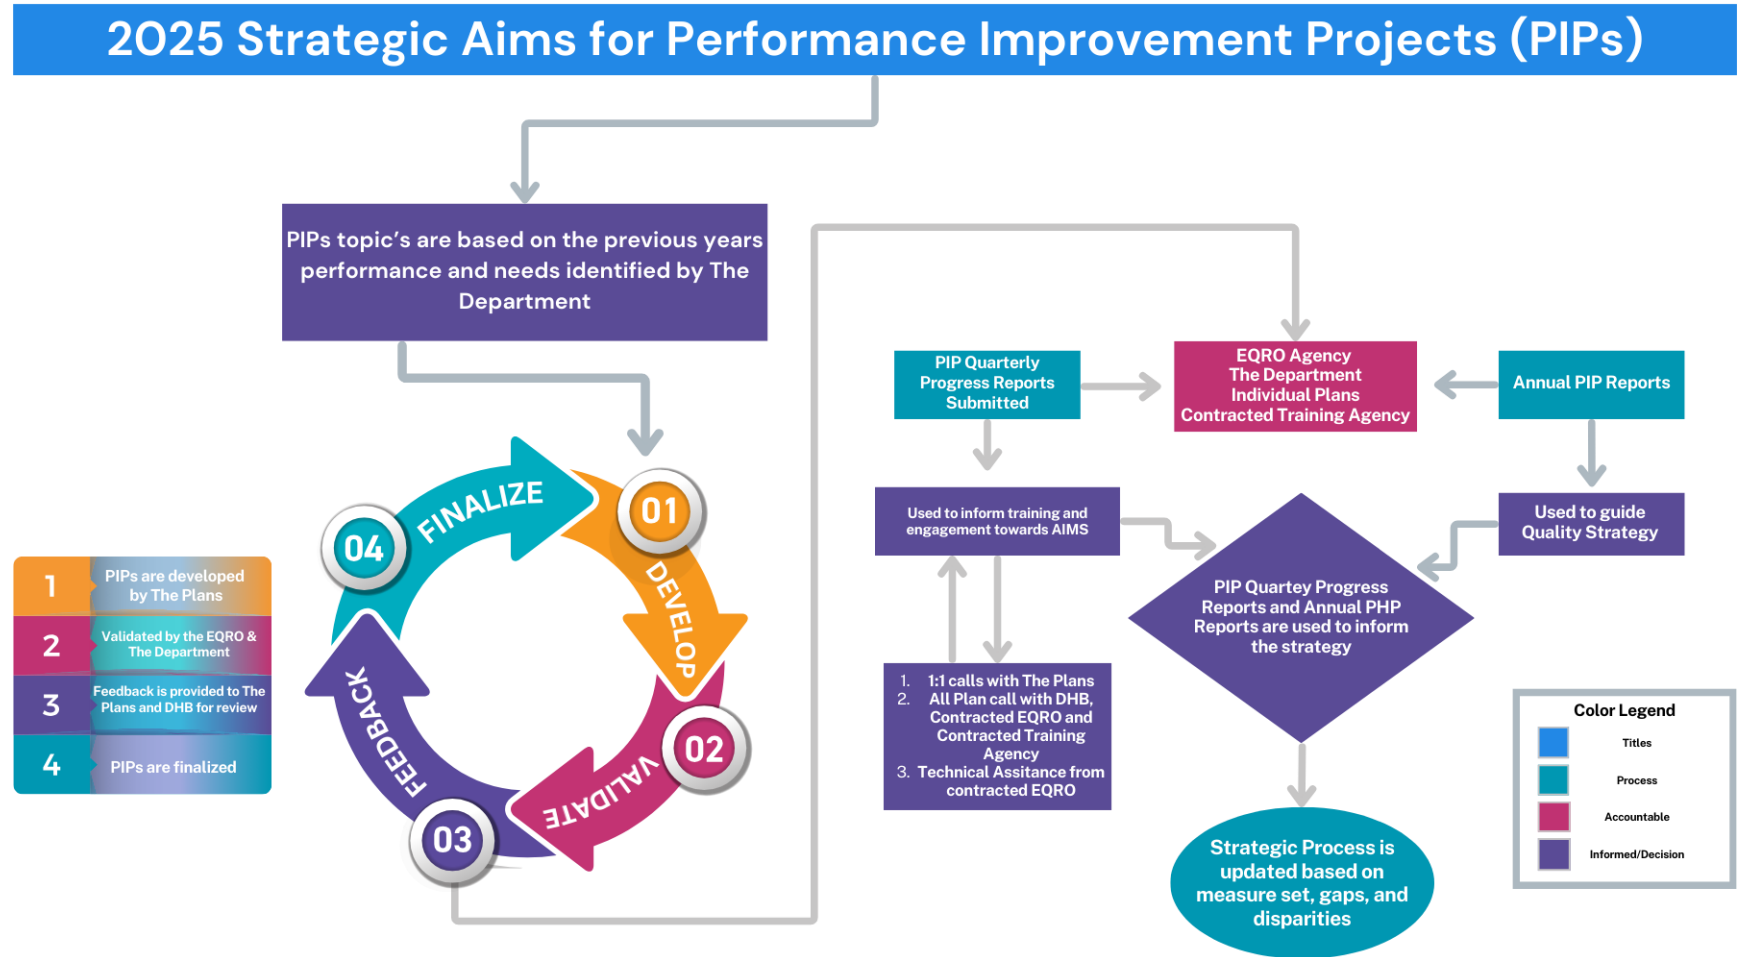 2025 Strategic Aims for Performance Improvement Projects (PIPs)
PIPs topic's are based on the previous years
performance and needs identified by The
Department
01
DEVELOP
02
VALIDATE
03
FEEDBACK
04
FINALIZE
1
PIPs are developed
by The Plans
2
Validated by the EQRO &
The Department
3
Feedback is provided to The
Plans and DHB for review
4
PIPs are finalized
PIP Quarterly
Progress Reports
Submitted
EQRO Agency
The Department
Individual Plans
Contracted Training Agency
Annual PIP Reports
Used to inform training and
engagement towards AIMS
Used to guide
Quality Strategy
PIP Quartey Progress
Reports and Annual PHP
Reports are used to inform
the strategy
1. 1:1 calls with The Plans
2. All Plan call with DHB,
Contracted EQRO and
Contracted Training
Agency
3. Technical Assitance from
contracted EQRO
Strategic Process is
updated based on
measure set, gaps, and
disparities
Color Legend
Titles
Process
Accountable
Informed/Decision